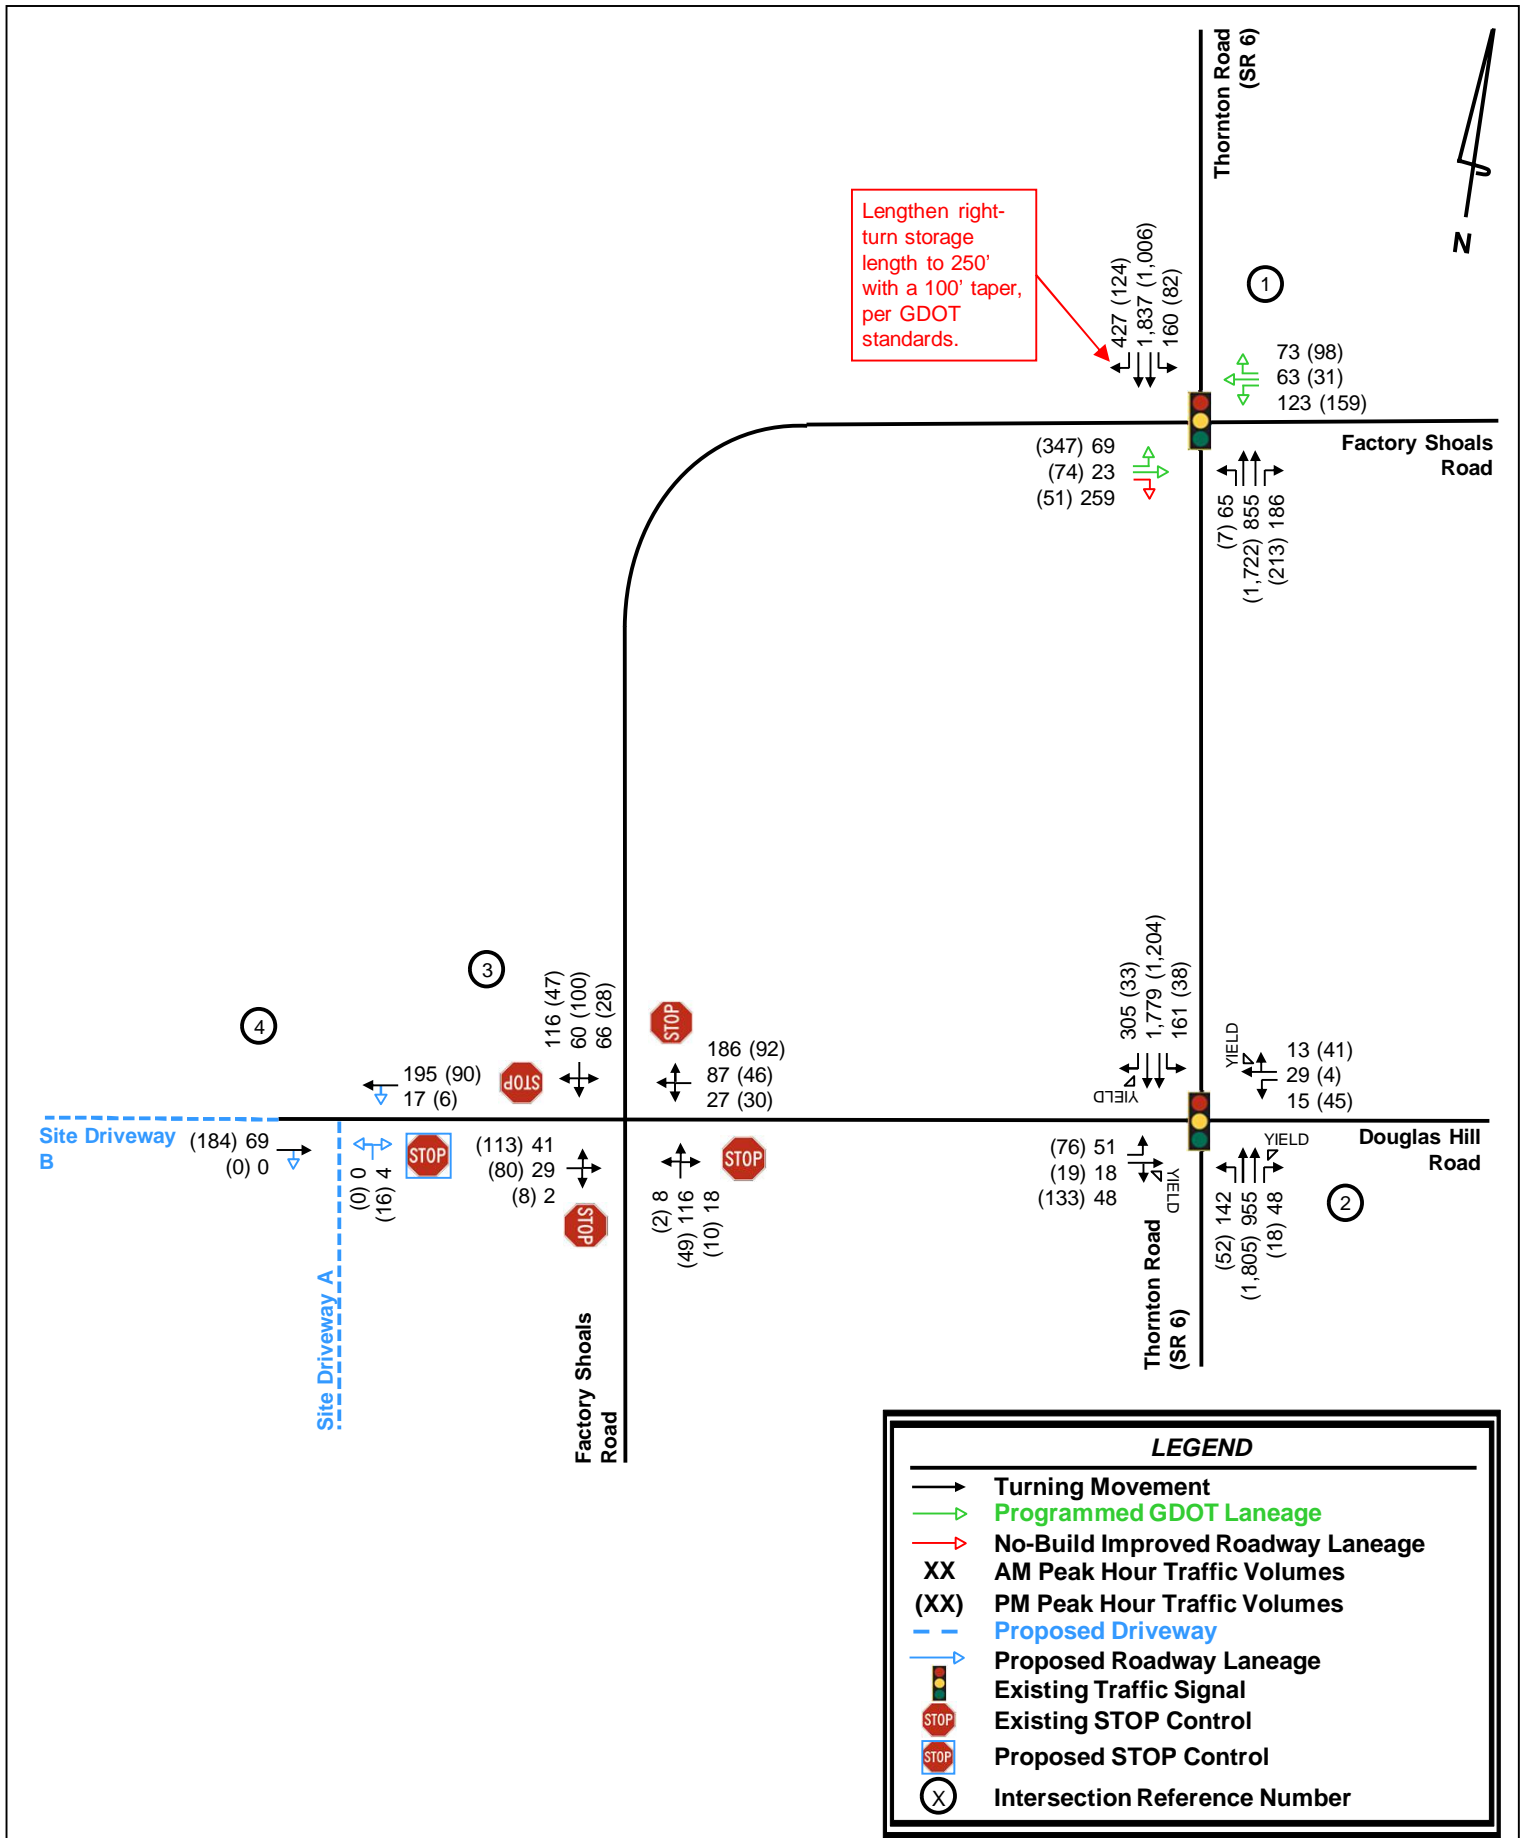 Thornton Road
(SR 6)
N
Lengthen right-
turn storage
length to 250’
with a 100’ taper,
per GDOT
standards.
427 (124)
1,837 (1,006)
160 (82)
1
73 (98)
63 (31)
123 (159)
Factory Shoals
Road
(347) 69
(74) 23
(51) 259
(7) 65
(1,722) 855
(213) 186
3
4
116 (47)
60 (100)
66 (28)
STOP
STOP
186 (92)
87 (46)
27 (30)
195 (90)
17 (6)
305 (33)
1,779 (1,204)
161 (38)
YIELD
YIELD
13 (41)
29 (4)
15 (45)
Site Driveway
B
(184) 69
(0) 0
(0) 0
(16) 4
STOP
(113) 41
(80) 29
(8) 2
STOP
(2) 8
(49) 116
(10) 18
STOP
(76) 51
(19) 18
(133) 48
YIELD
YIELD
(52) 142
(1,805) 955
(18) 48
Douglas Hill
Road
2
Site Driveway A
Factory Shoals
Road
Thornton Road
(SR 6)
LEGEND
Turning Movement
Programmed GDOT Laneage
No-Build Improved Roadway Laneage
XX AM Peak Hour Traffic Volumes
(XX) PM Peak Hour Traffic Volumes
Proposed Driveway
Proposed Roadway Laneage
Existing Traffic Signal
STOP Existing STOP Control
STOP Proposed STOP Control
X Intersection Reference Number